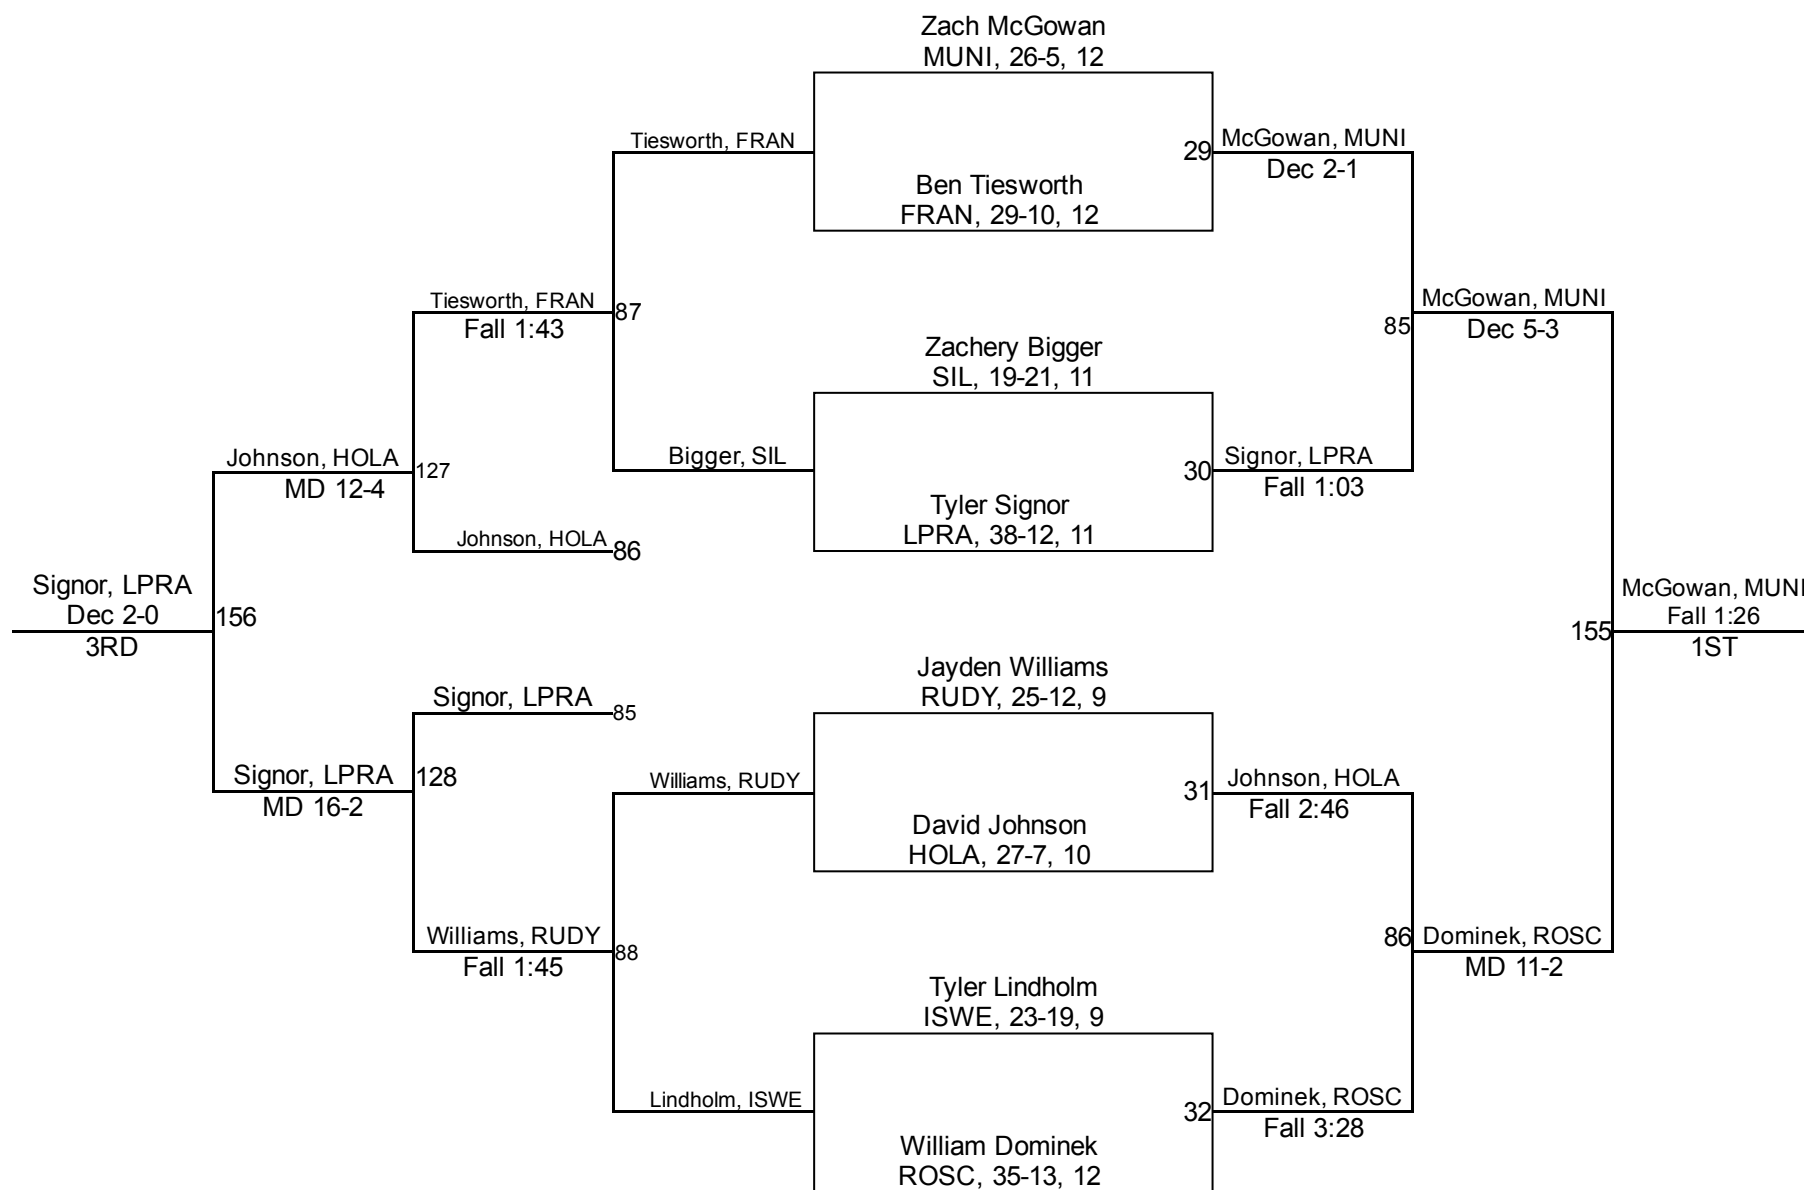 Zach McGowan
MUNI, 26-5, 12
Tiesworth, FRAN
29
McGowan, MUNI
Dec 2-1
Ben Tiesworth
FRAN, 29-10, 12
Tiesworth, FRAN
Fall 1:43
87
85
McGowan, MUNI
Dec 5-3
Zachery Bigger
SIL, 19-21, 11
Johnson, HOLA
MD 12-4
127
Bigger, SIL
30
Signor, LPRA
Fall 1:03
Tyler Signor
LPRA, 38-12, 11
Johnson, HOLA
86
Signor, LPRA
Dec 2-0
3RD
156
155
McGowan, MUNI
Fall 1:26
1ST
Jayden Williams
RUDY, 25-12, 9
Signor, LPRA
85
Signor, LPRA
MD 16-2
128
Williams, RUDY
31
Johnson, HOLA
Fall 2:46
David Johnson
HOLA, 27-7, 10
Williams, RUDY
Fall 1:45
88
86
Dominek, ROSC
MD 11-2
Tyler Lindholm
ISWE, 23-19, 9
Lindholm, ISWE
32
Dominek, ROSC
Fall 3:28
William Dominek
ROSC, 35-13, 12